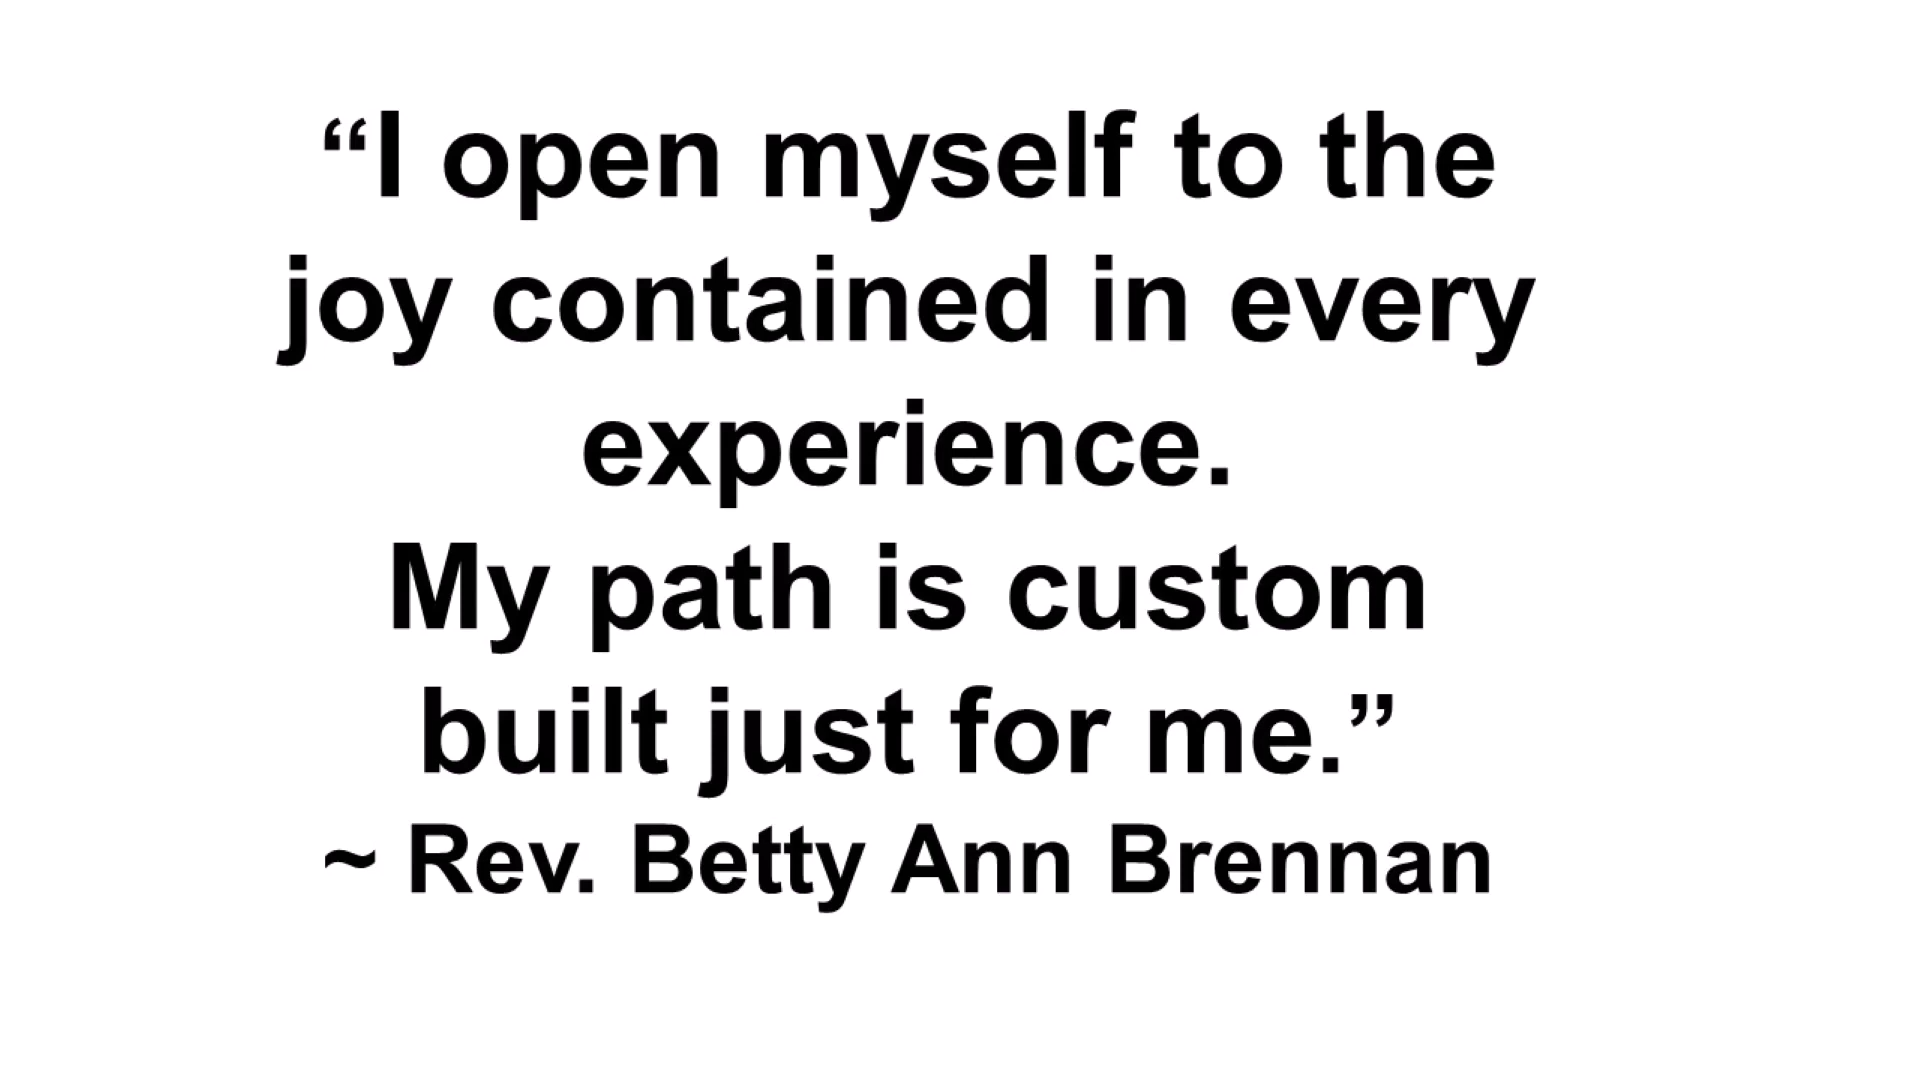 “I open myself to the
joy contained in every
experience.
My path is custom
built just for me.”
~ Rev. Betty Ann Brennan